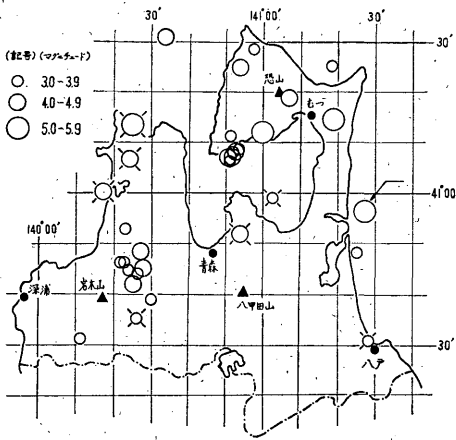 30'
141°00'
30'
30'
(記号)(マグニチュード)
3.0-3.9
4.0-4.9
5.0-5.9
恐山
むつ
41°00'
140°00'
青森
深浦
岩木山
八甲田山
30'
八戸